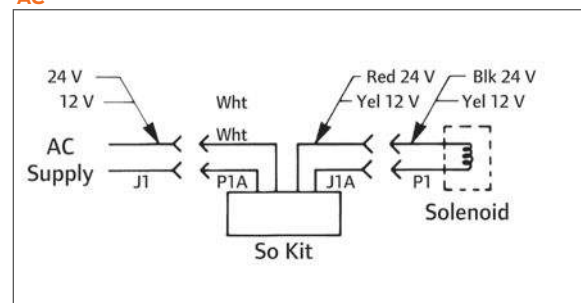 AC
24 V
12 V
Wht
Red 24 V
Yel 12 V
Blk 24 V
Yel 12 V
AC
Supply
Wht
J1
P1A
J1A
P1
Solenoid
So Kit